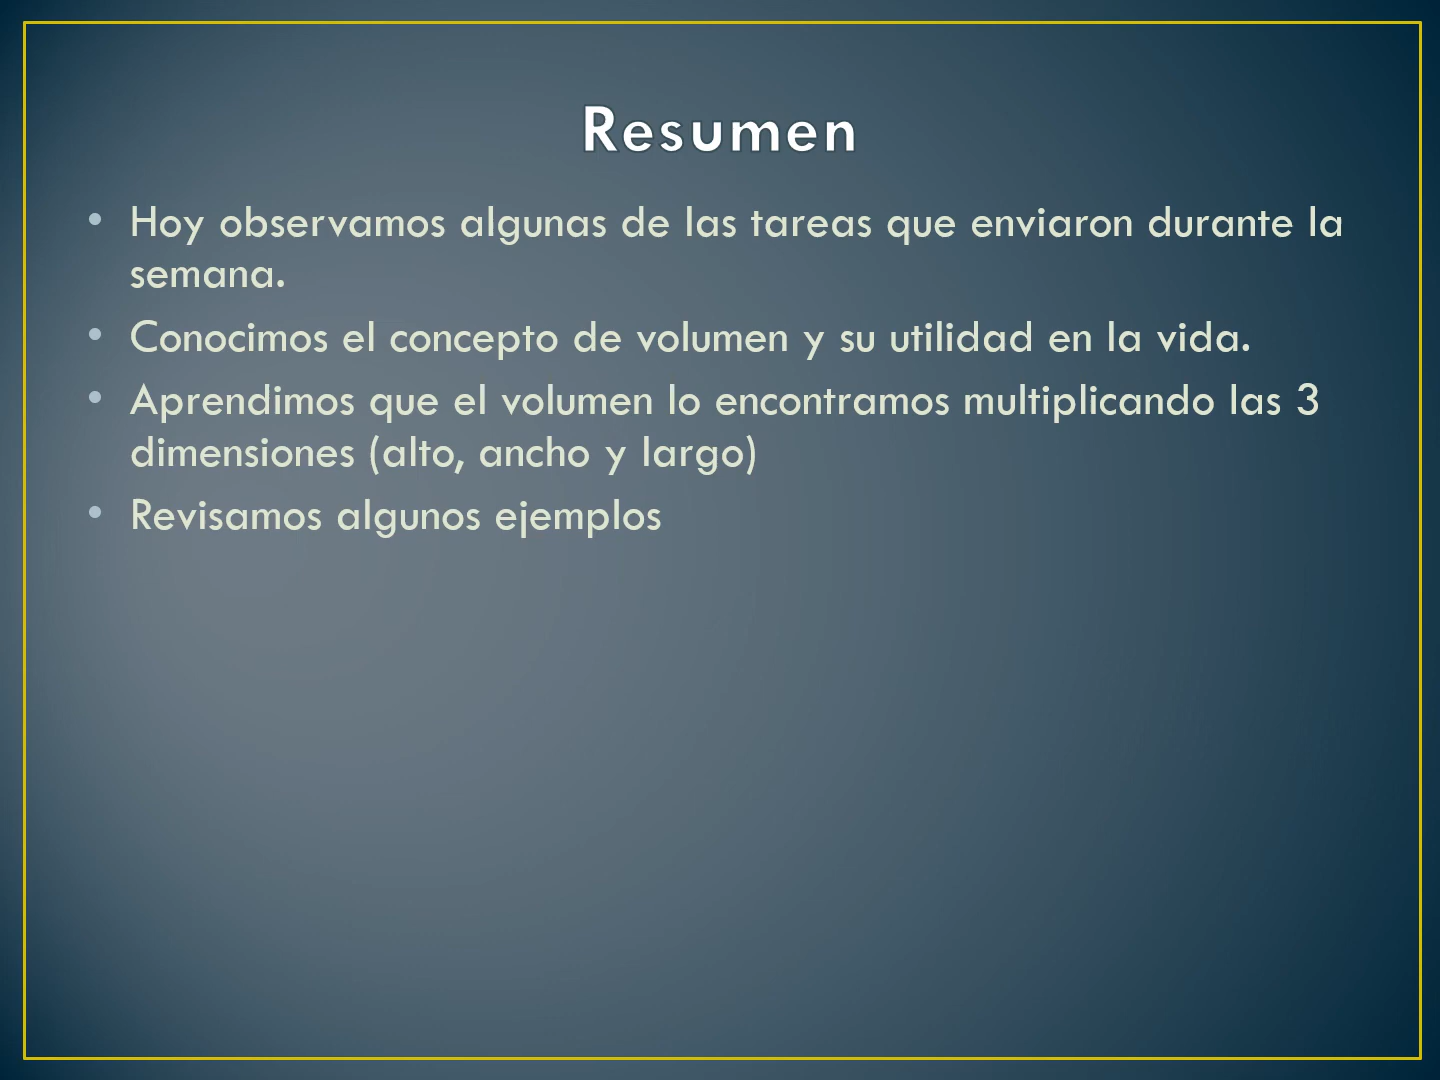 Resumen
• Hoy observamos algunas de las tareas que enviaron durante la
semana.
• Conocimos el concepto de volumen y su utilidad en la vida.
• Aprendimos que el volumen lo encontramos multiplicando las 3
dimensiones (alto, ancho y largo)
• Revisamos algunos ejemplos